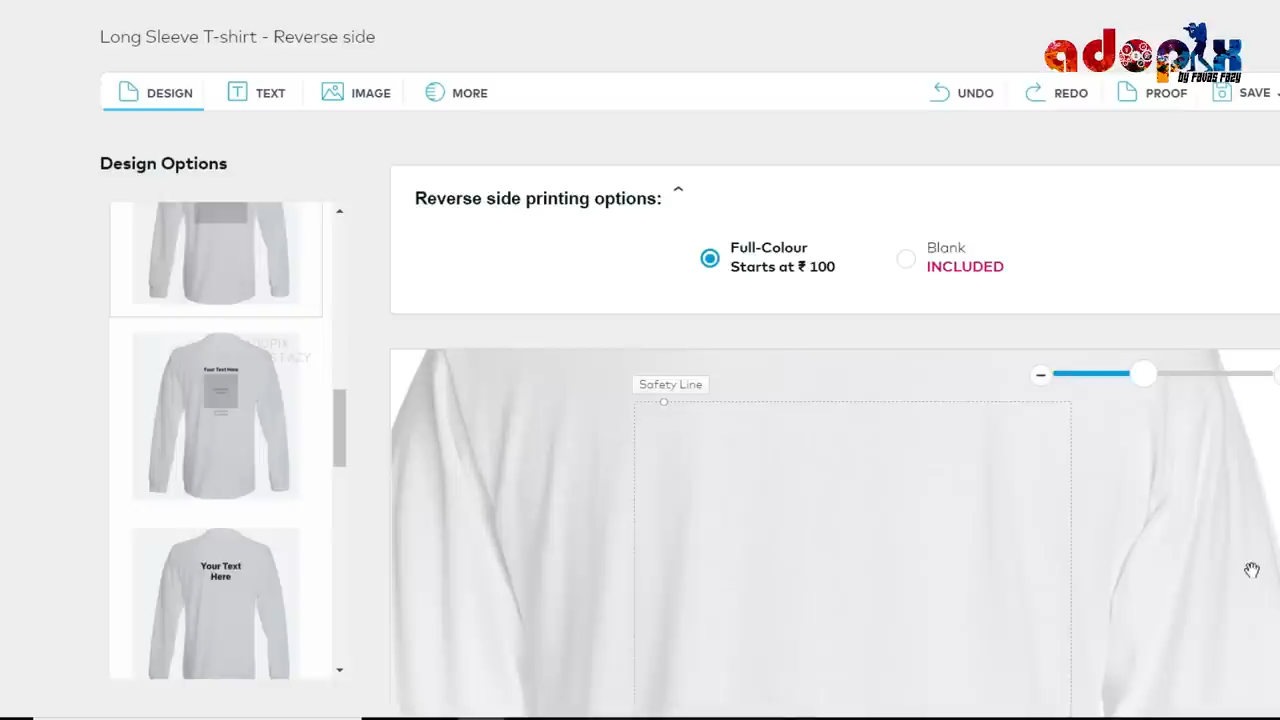 Long Sleeve T-shirt - Reverse side
adopix
by FAVAS FAZY
DESIGN
TEXT
IMAGE
MORE
UNDO
REDO
PROOF
SAVE
Design Options
Reverse side printing options:
Full-Colour
Starts at ₹ 100
Blank
INCLUDED
Safety Line
Your Text Here
Your Text
Here